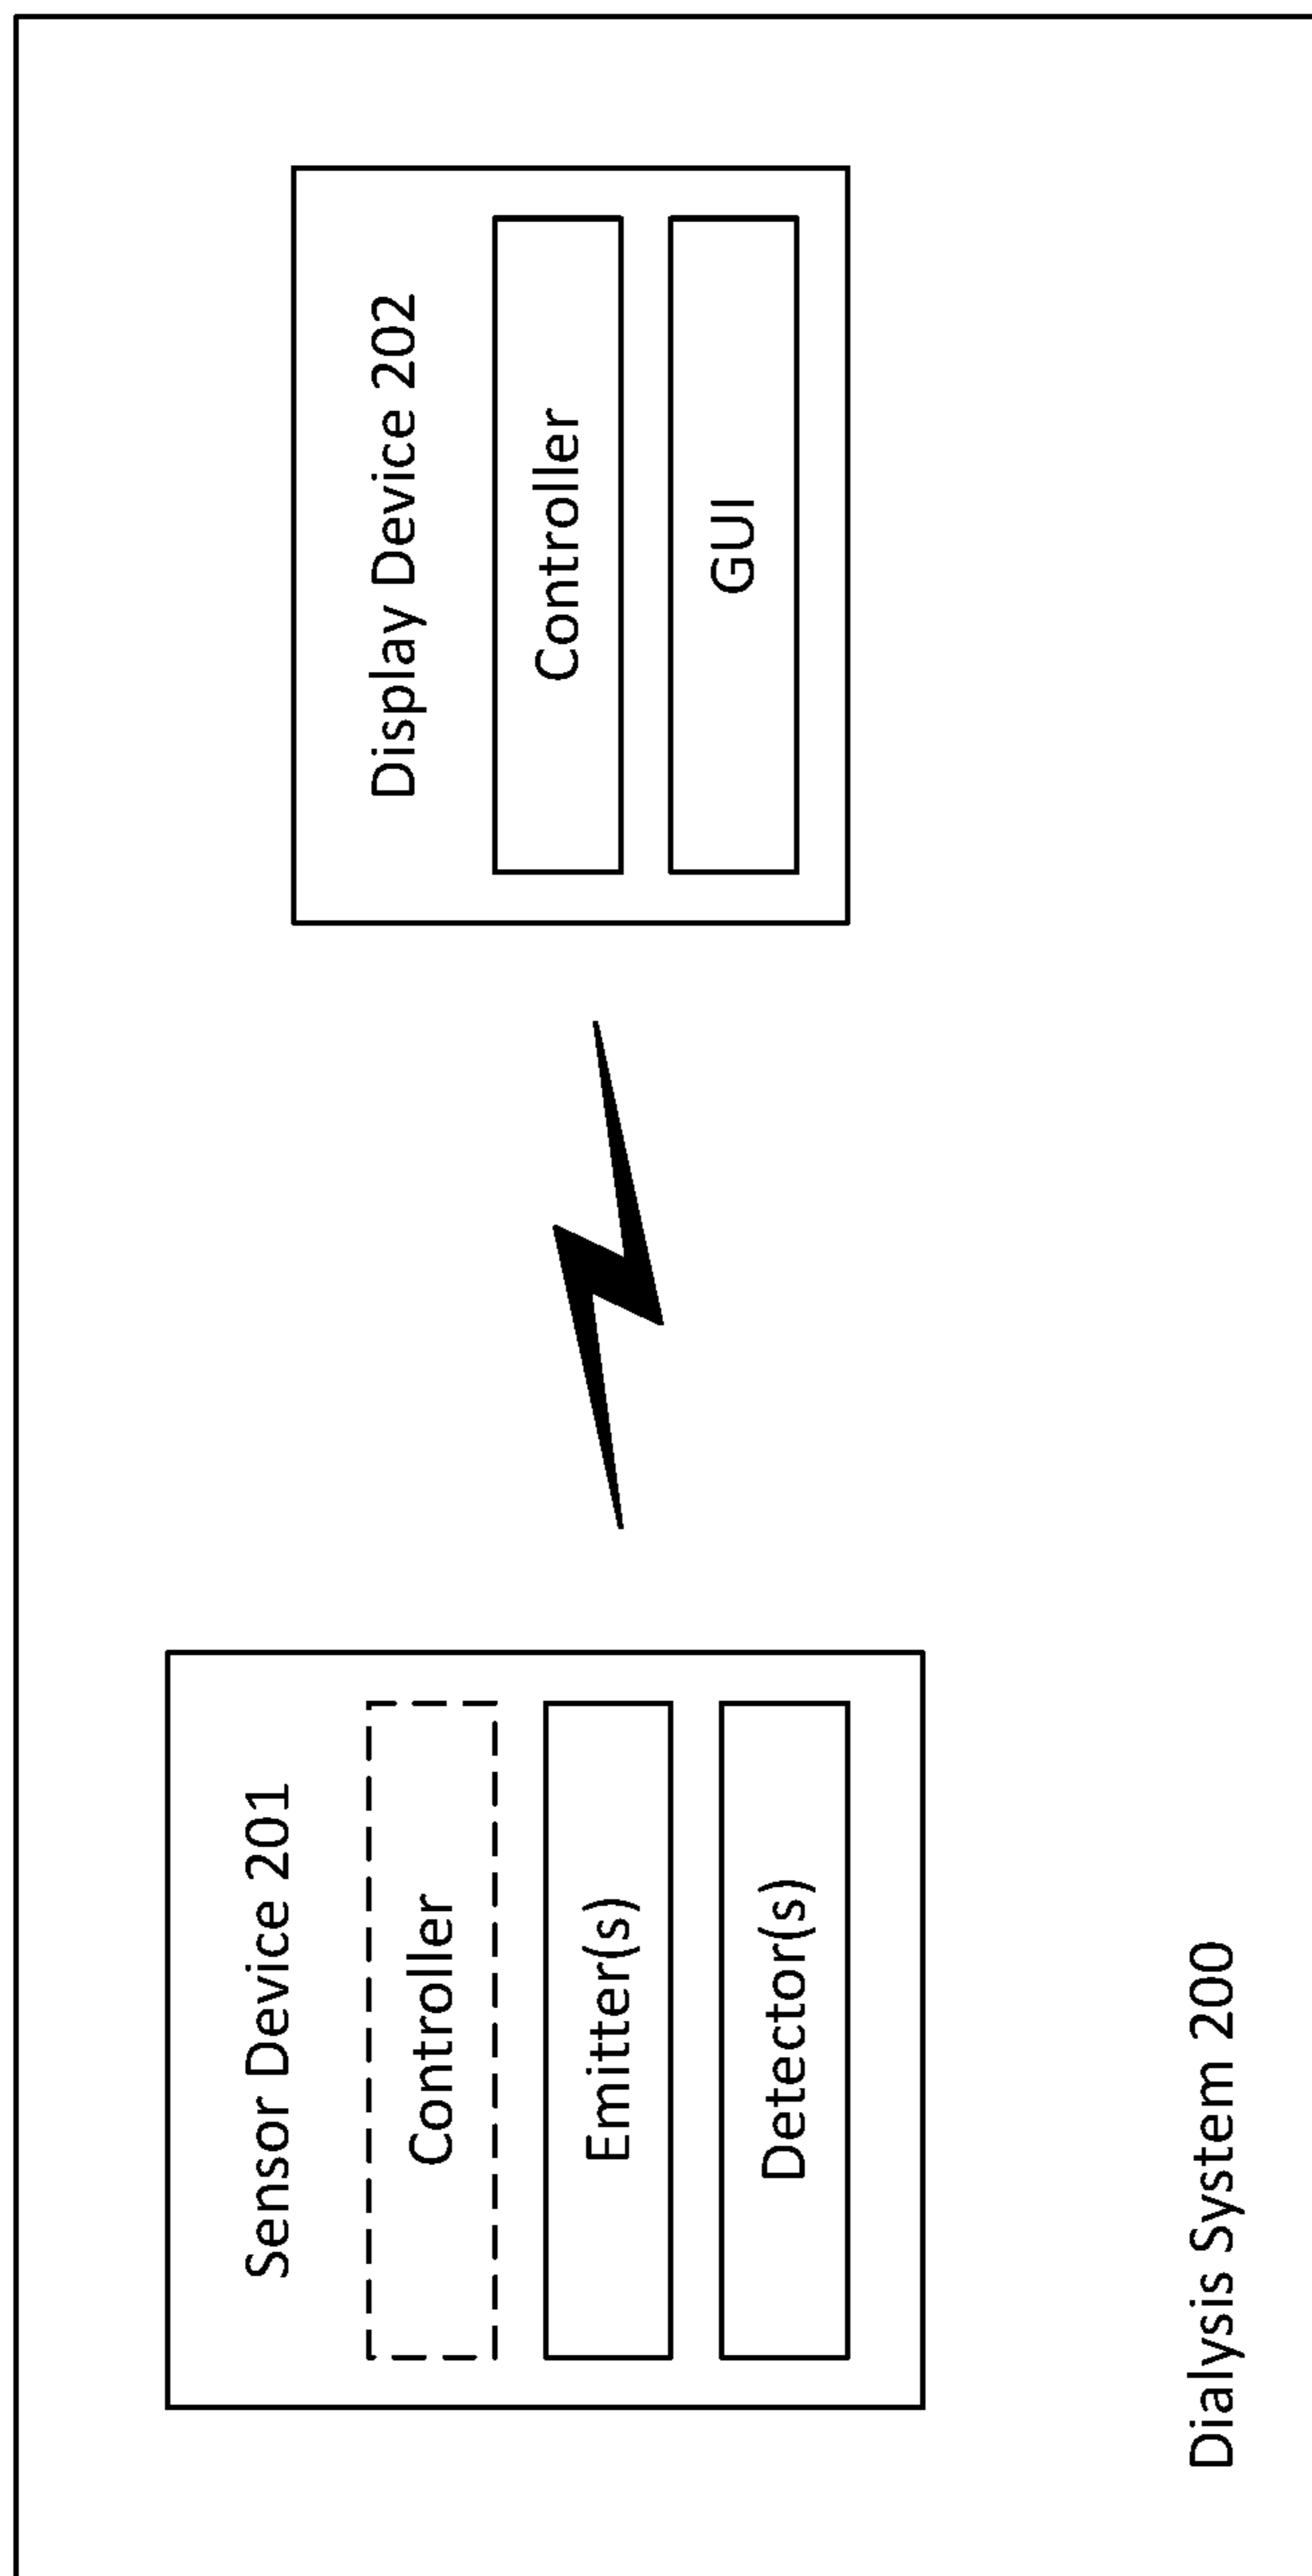 Sensor Device 201
Controller
Emitter(s)
Detector(s)
Display Device 202
Controller
GUI
Dialysis System 200